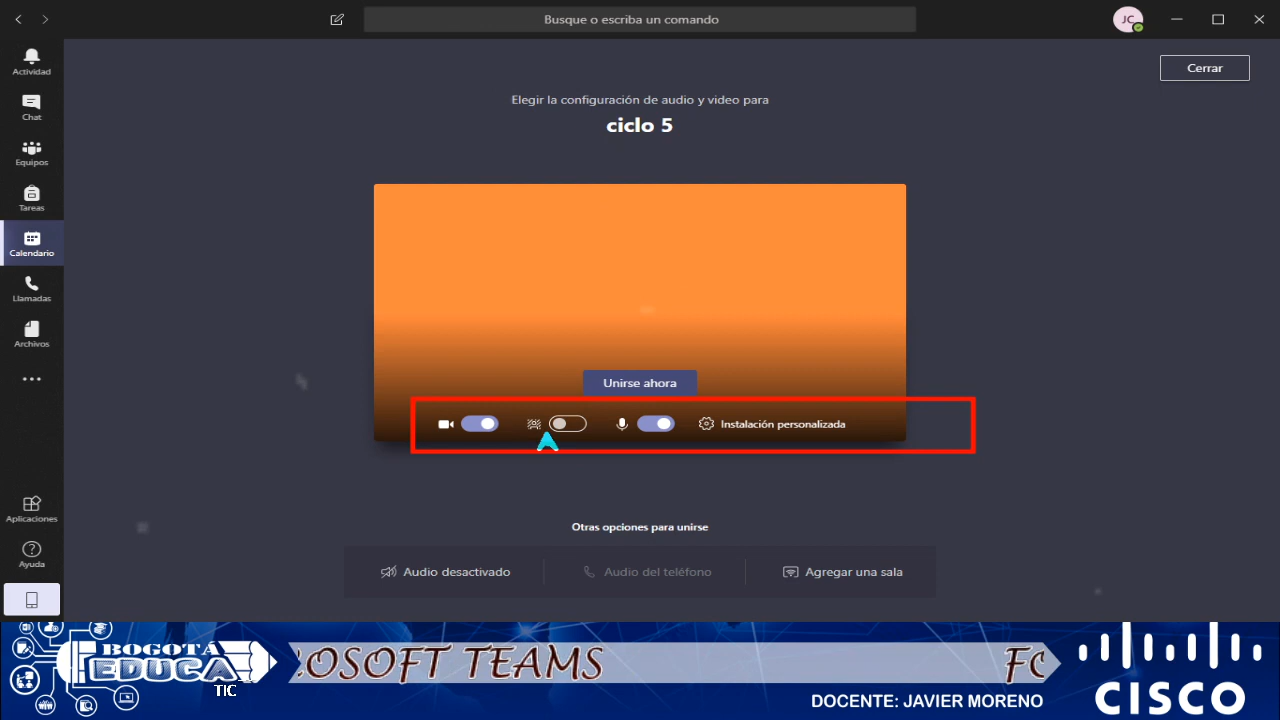 Busque o escriba un comando
JC
Actividad
Chat
Equipos
Tareas
Calendario
Llamadas
Archivos
Aplicaciones
Ayuda
Cerrar
Elegir la configuración de audio y video para
ciclo 5
Unirse ahora
Instalación personalizada
Otras opciones para unirse
Audio desactivado
Audio del teléfono
Agregar una sala
BOGOTA
EDUCA
TIC
COSOFT TEAMS
FO
DOCENTE: JAVIER MORENO
CISCO